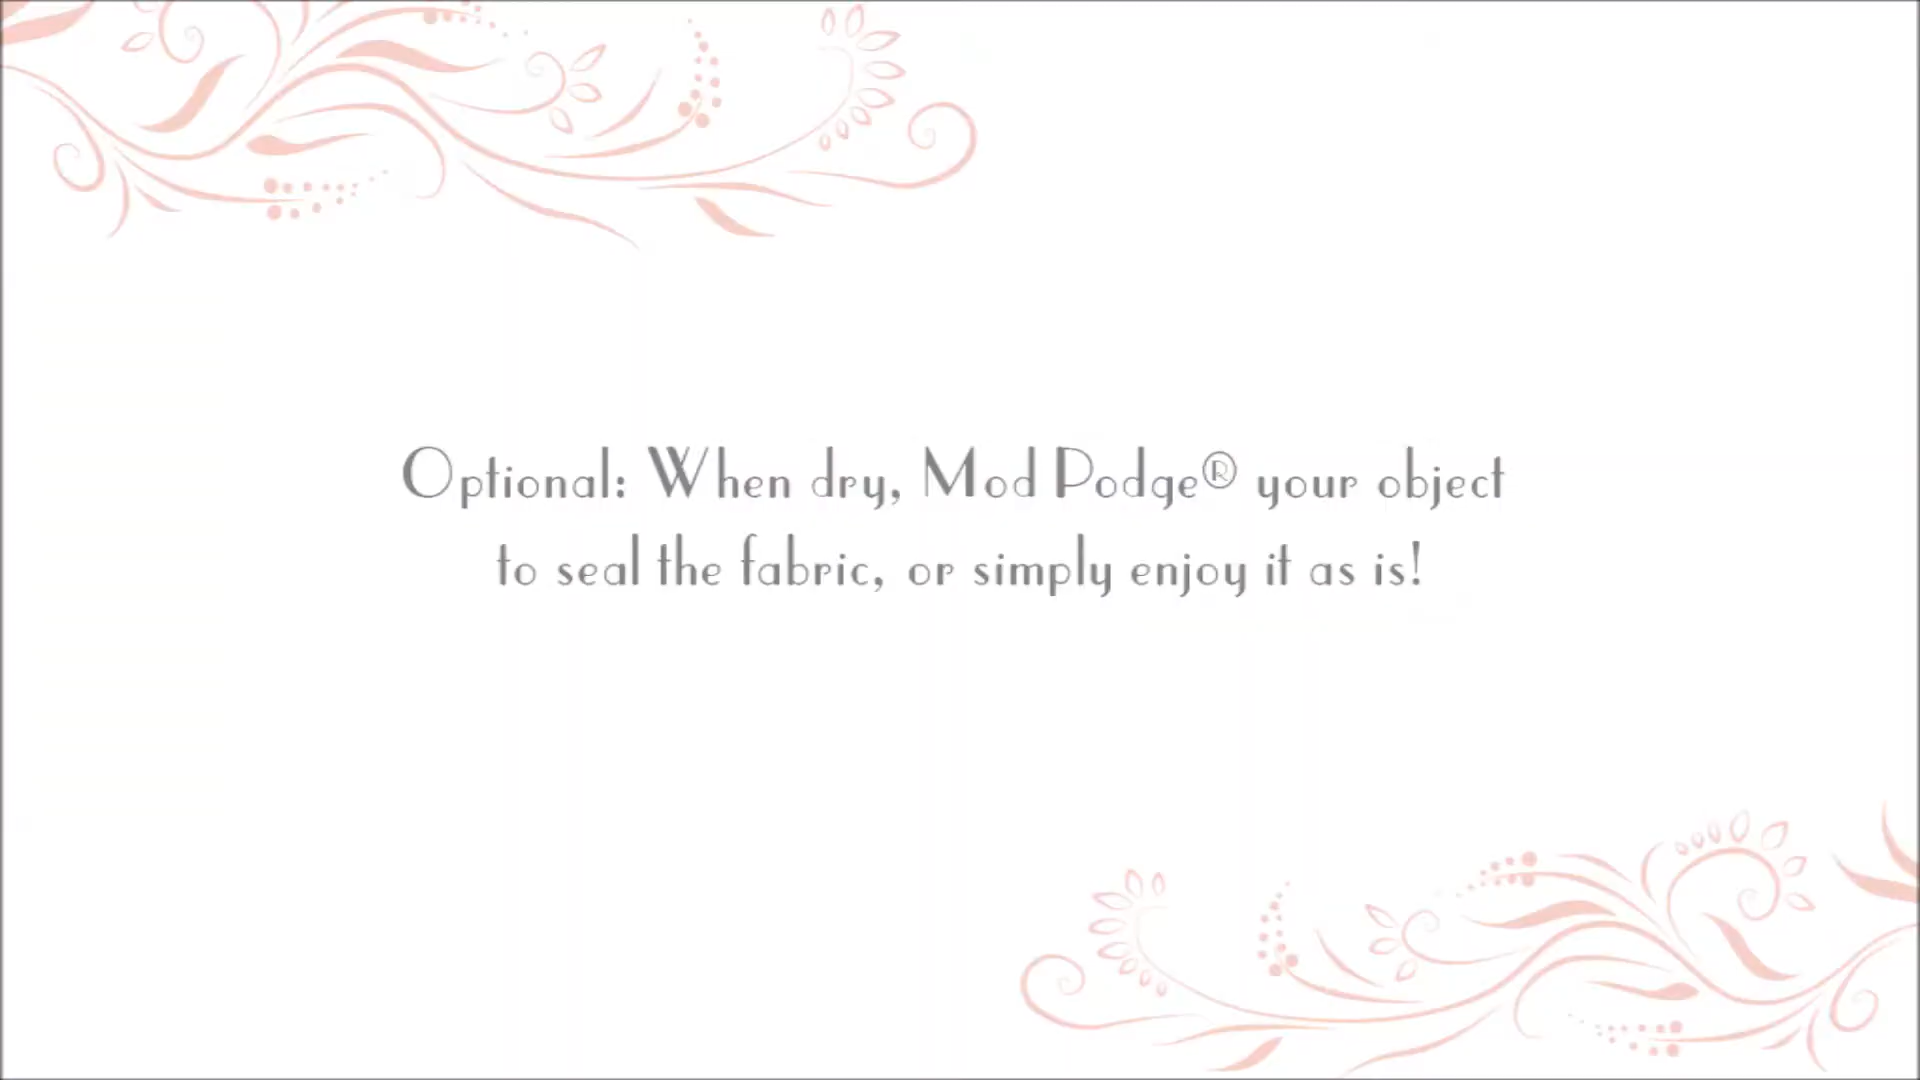 Optional: When dry, Mod Podge® your object
to seal the fabric, or simply enjoy it as is!